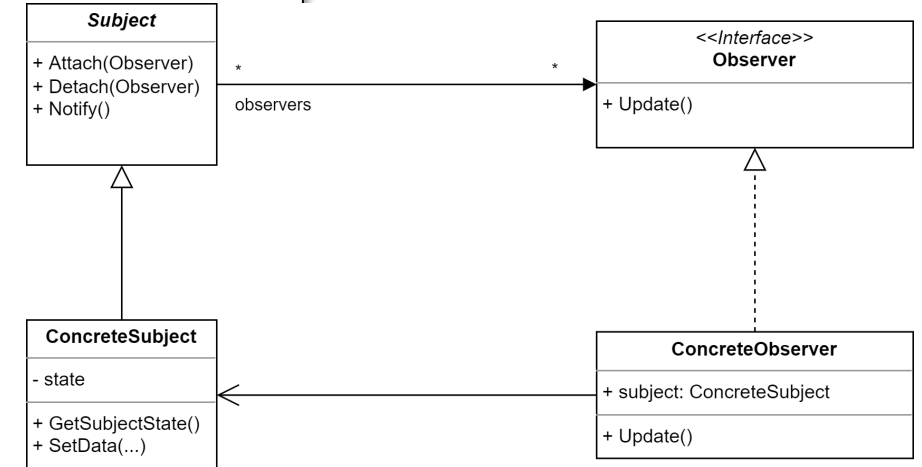 Subject
+ Attach(Observer)
+ Detach(Observer)
+ Notify()
*
*
observers
<<Interface>>
Observer
+ Update()
ConcreteSubject
- state
+ GetSubjectState()
+ SetData(...)
ConcreteObserver
+ subject: ConcreteSubject
+ Update()